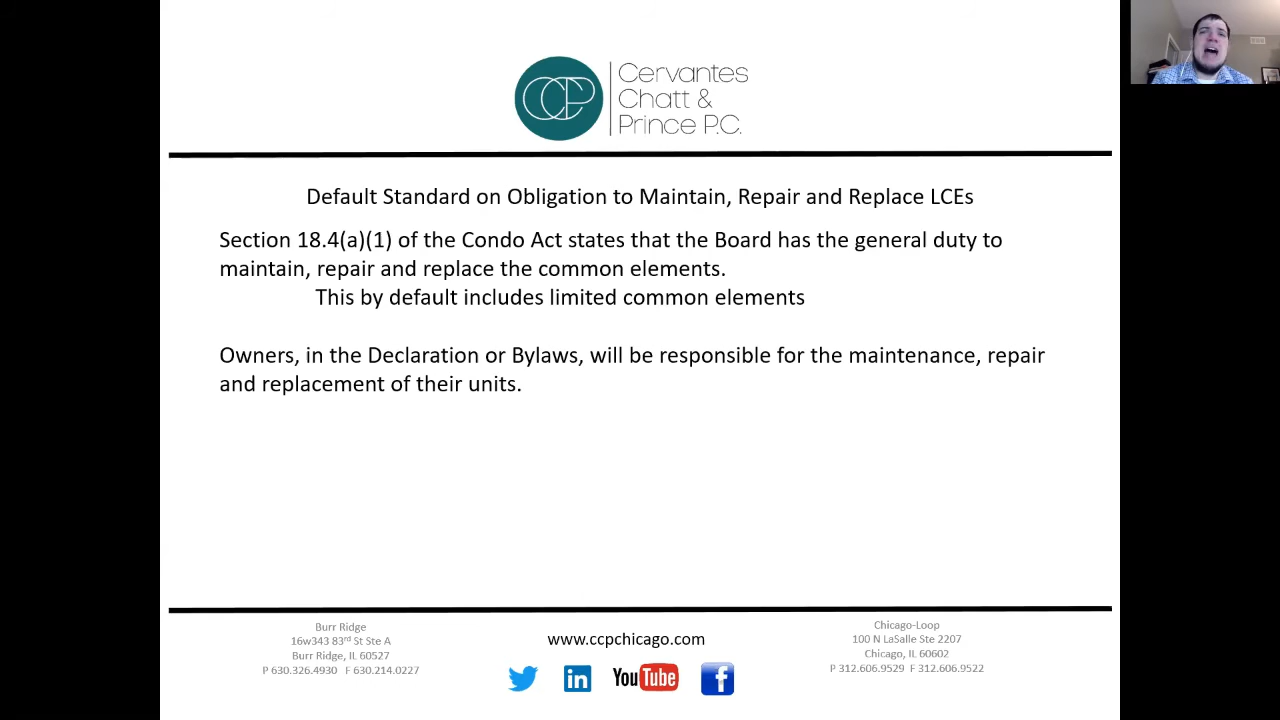 CCP
Cervantes
Chatt &
Prince P.C.
Default Standard on Obligation to Maintain, Repair and Replace LCEs
Section 18.4(a)(1) of the Condo Act states that the Board has the general duty to
maintain, repair and replace the common elements.
This by default includes limited common elements
Owners, in the Declaration or Bylaws, will be responsible for the maintenance, repair
and replacement of their units.
Burr Ridge
16w343 83rd St Ste A
Burr Ridge, IL 60527
P 630.326.4930 F 630.214.0227
www.ccpchicago.com
in
YouTube
f
Chicago-Loop
100 N LaSalle Ste 2207
Chicago, IL 60602
P 312.606.9529 F 312.606.9522